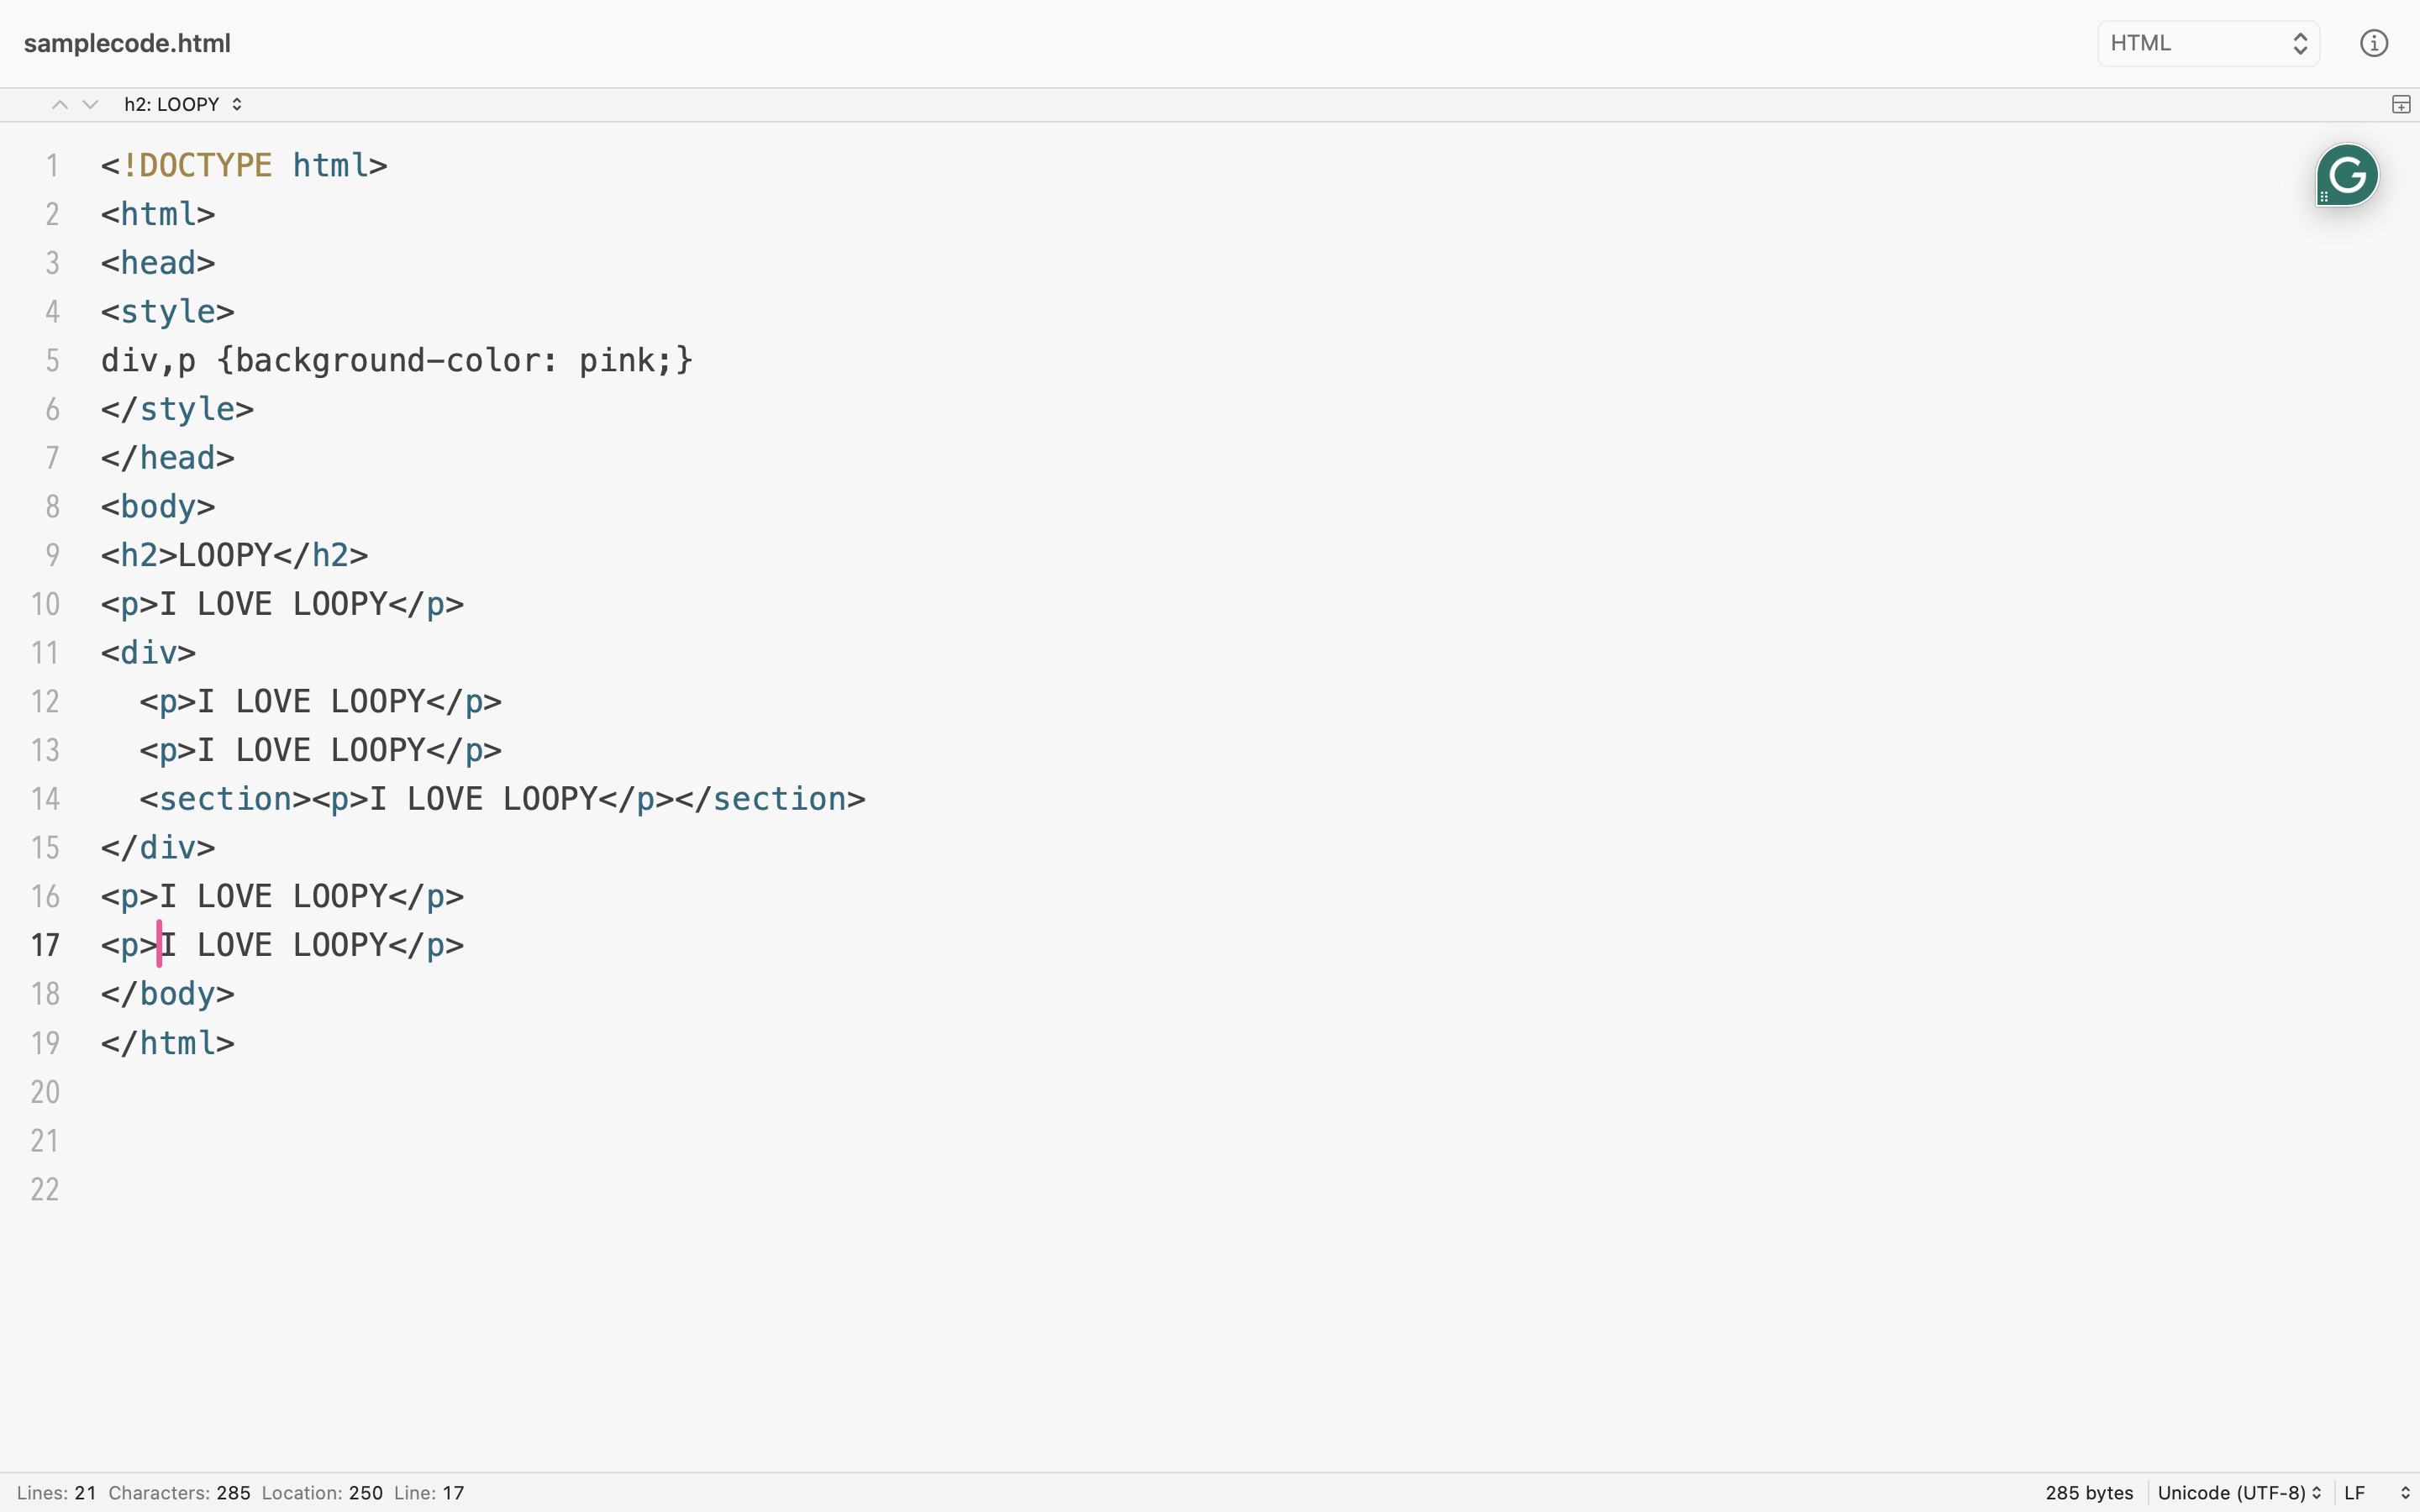 samplecode.html
HTML
h2: LOOPY
1 <!DOCTYPE html>
2 <html>
3 <head>
4 <style>
5 div,p {background-color: pink;}
6 </style>
7 </head>
8 <body>
9 <h2>LOOPY</h2>
10 <p>I LOVE LOOPY</p>
11 <div>
12   <p>I LOVE LOOPY</p>
13   <p>I LOVE LOOPY</p>
14   <section><p>I LOVE LOOPY</p></section>
15 </div>
16 <p>I LOVE LOOPY</p>
17 <p>I LOVE LOOPY</p>
18 </body>
19 </html>
20
21
22
Lines: 21 Characters: 285 Location: 250 Line: 17 285 bytes Unicode (UTF-8) LF